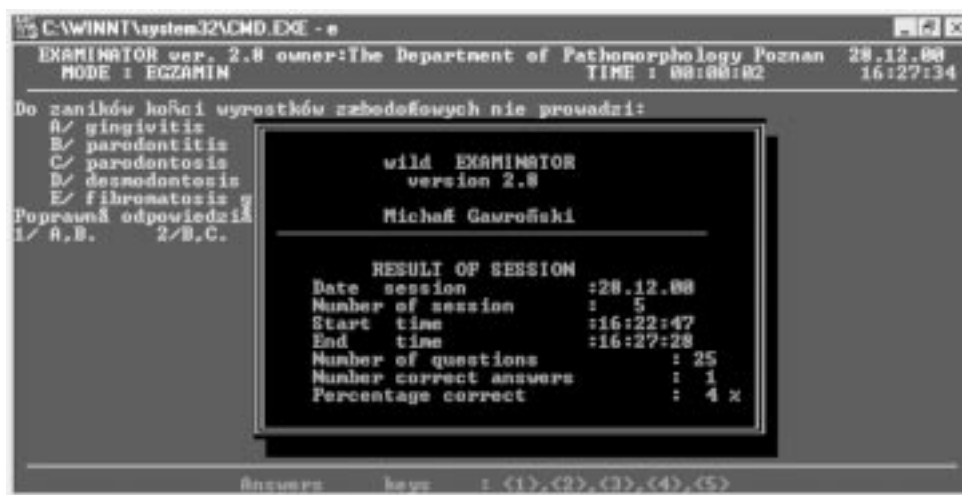 C:\WINNT\system32\CMD.EXE - e
EXAMINATOR ver. 2.8 owner:The Department of Pathomorphology Poznan 28.12.00
MODE : EGZAMIN TIME : 00:00:02 16:27:34
Do zaników kości wyrostków zębodołowych nie prowadzi:
A/ gingivitis
B/ parodontitis
C/ parodontosis
D/ desmodontosis
E/ fibromatosis
1/ A,B. 2/B,C.
wild EXAMINATOR
version 2.8
Michał Gawroński
RESULT OF SESSION
Date session :28.12.00
Number of session : 5
Start time :16:22:47
End time :16:27:28
Number of questions : 25
Number correct answers : 1
Percentage correct : 4 %
Answers keys : <1>,<2>,<3>,<4>,<5>